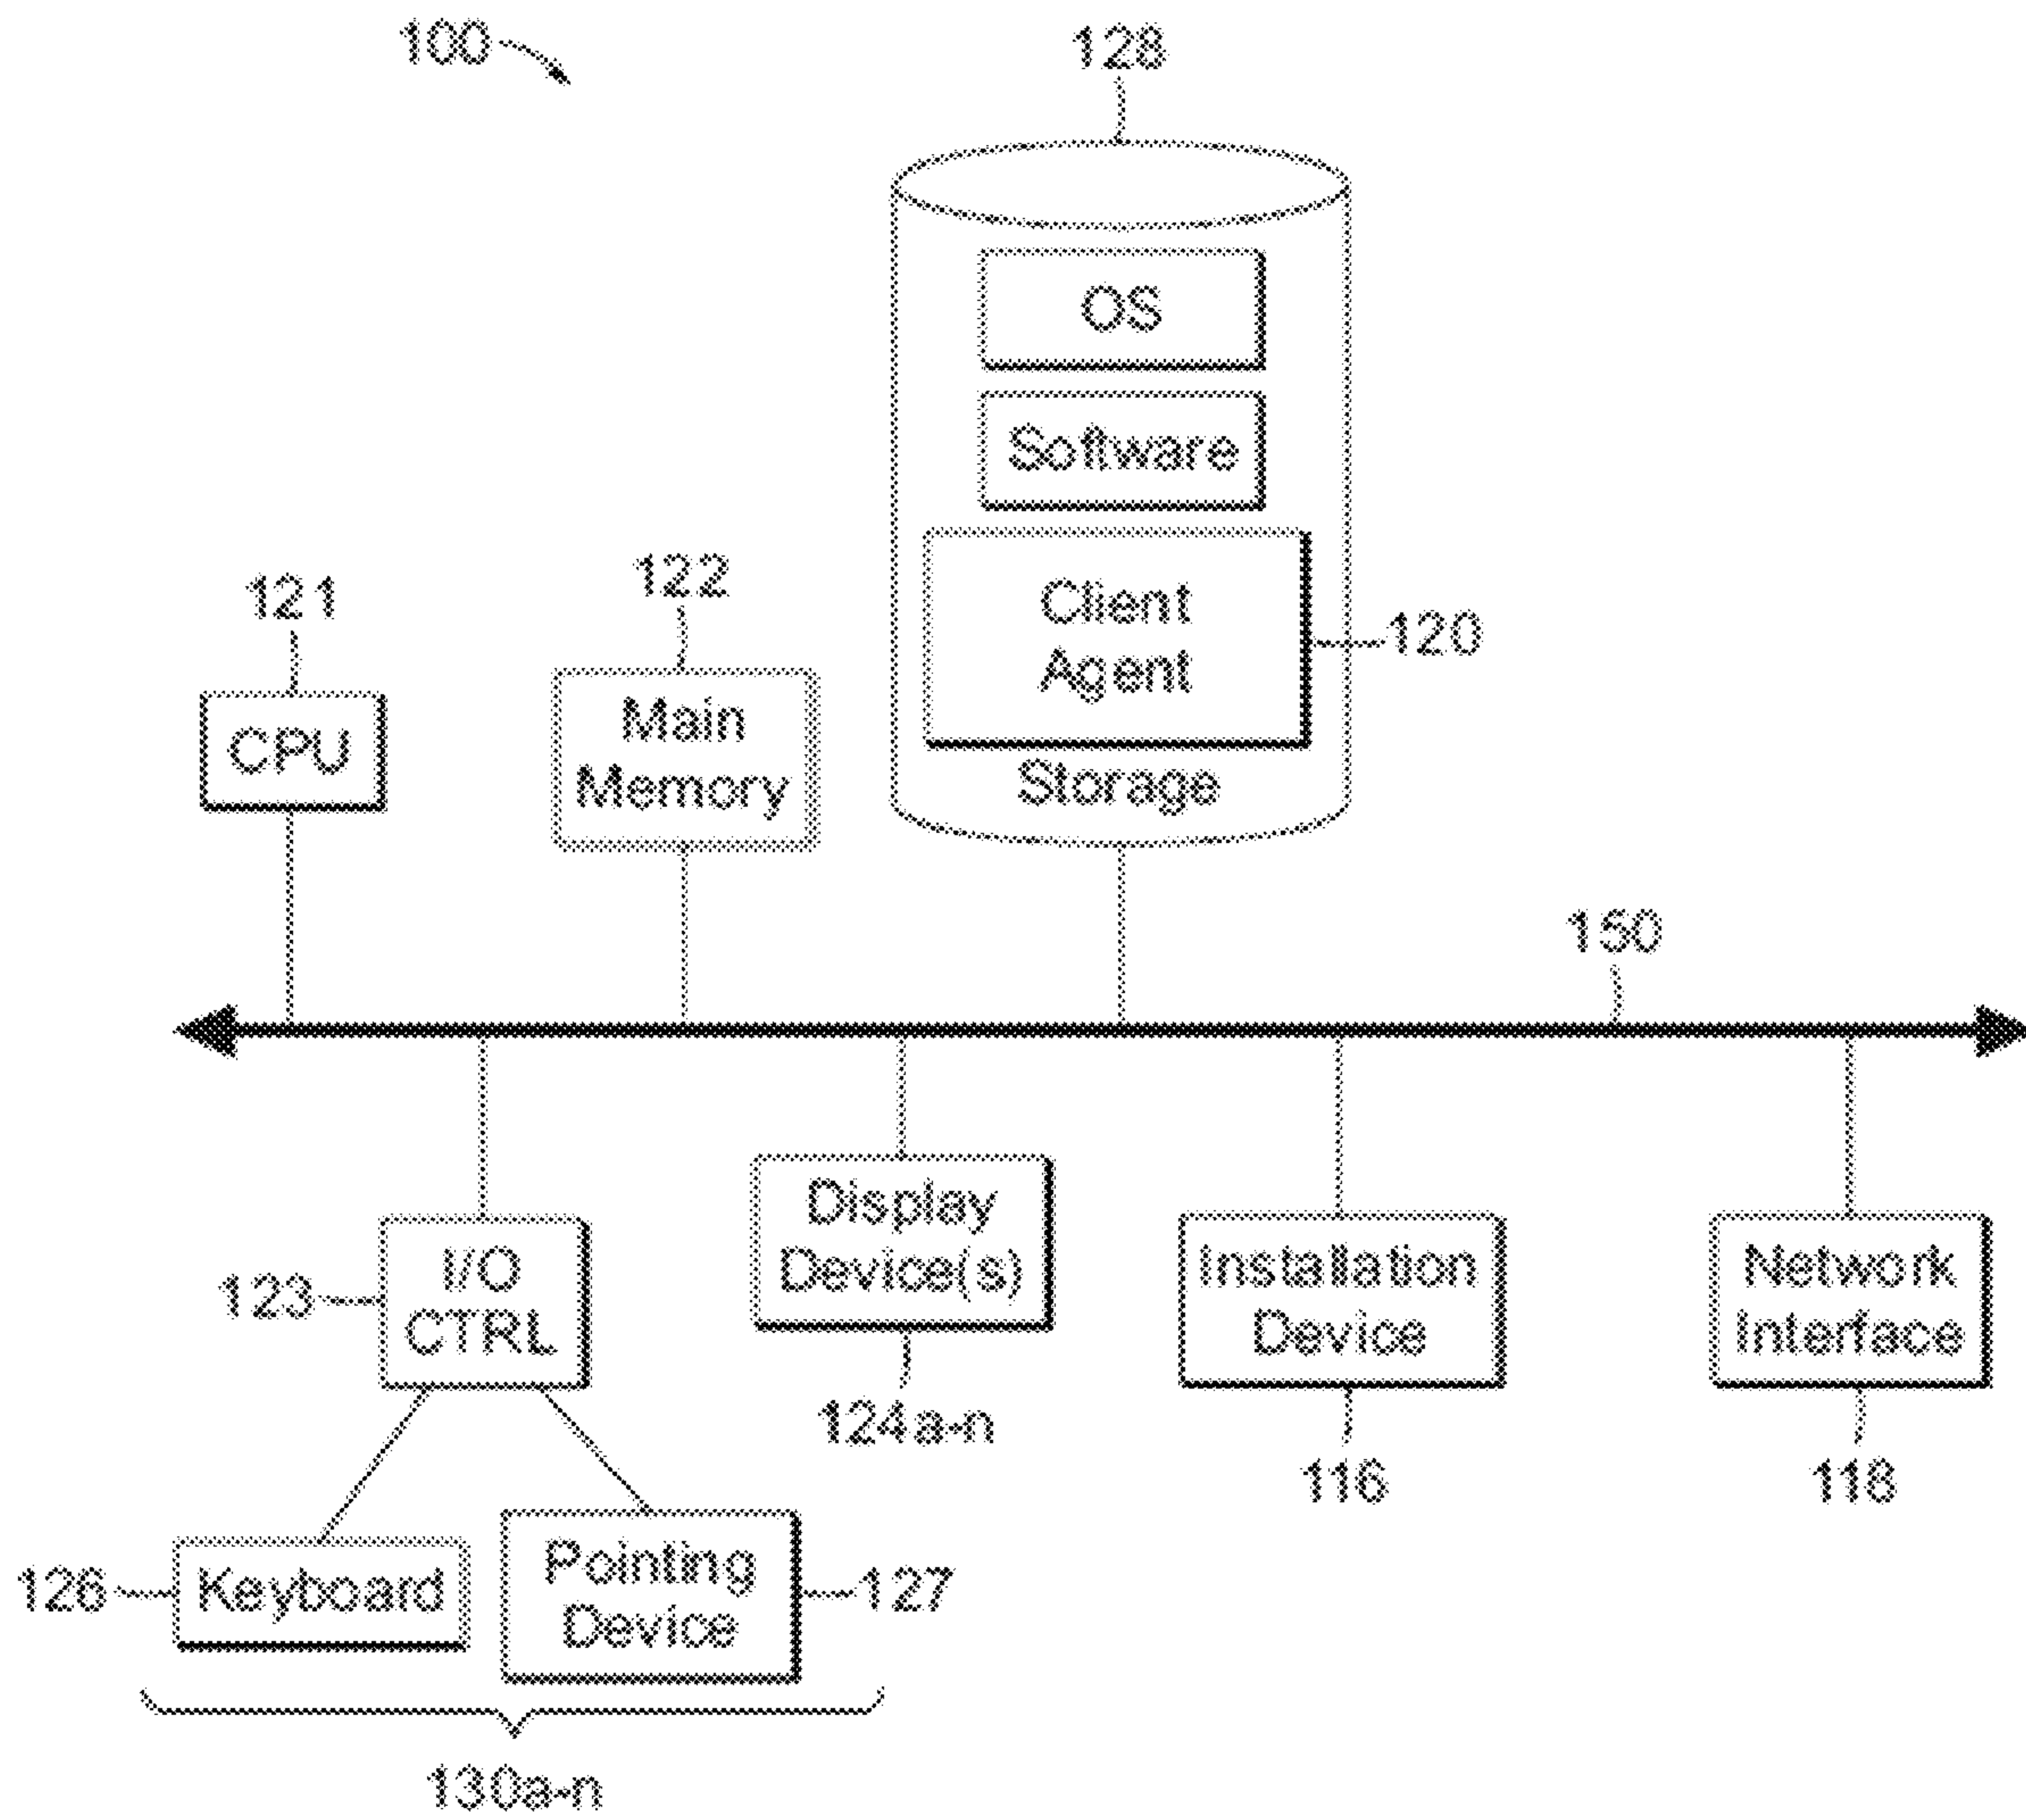 100
128
OS
Software
Client
Agent
120
Storage
121
CPU
122
Main
Memory
150
I/O
CTRL
123
Display
Device(s)
124a-n
Installation
Device
116
Network
Interface
118
Keyboard
126
Pointing
Device
127
130a-n